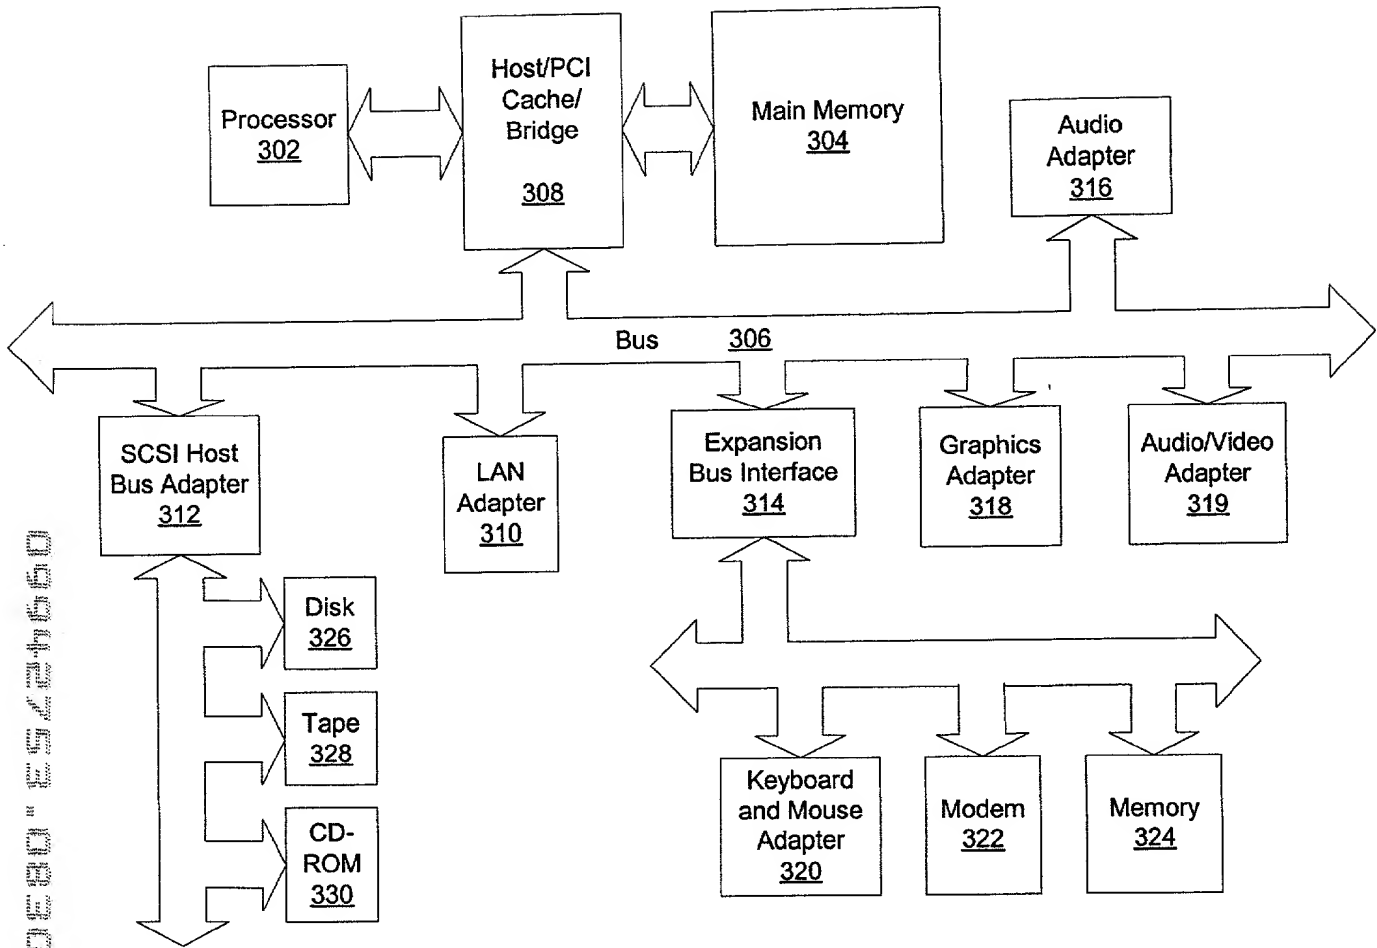 Processor
302
Host/PCI
Cache/
Bridge
308
Main Memory
304
Audio
Adapter
316
Bus 306
SCSI Host
Bus Adapter
312
LAN
Adapter
310
Expansion
Bus Interface
314
Graphics
Adapter
318
Audio/Video
Adapter
319
Disk
326
Tape
328
CD-
ROM
330
Keyboard
and Mouse
Adapter
320
Modem
322
Memory
324